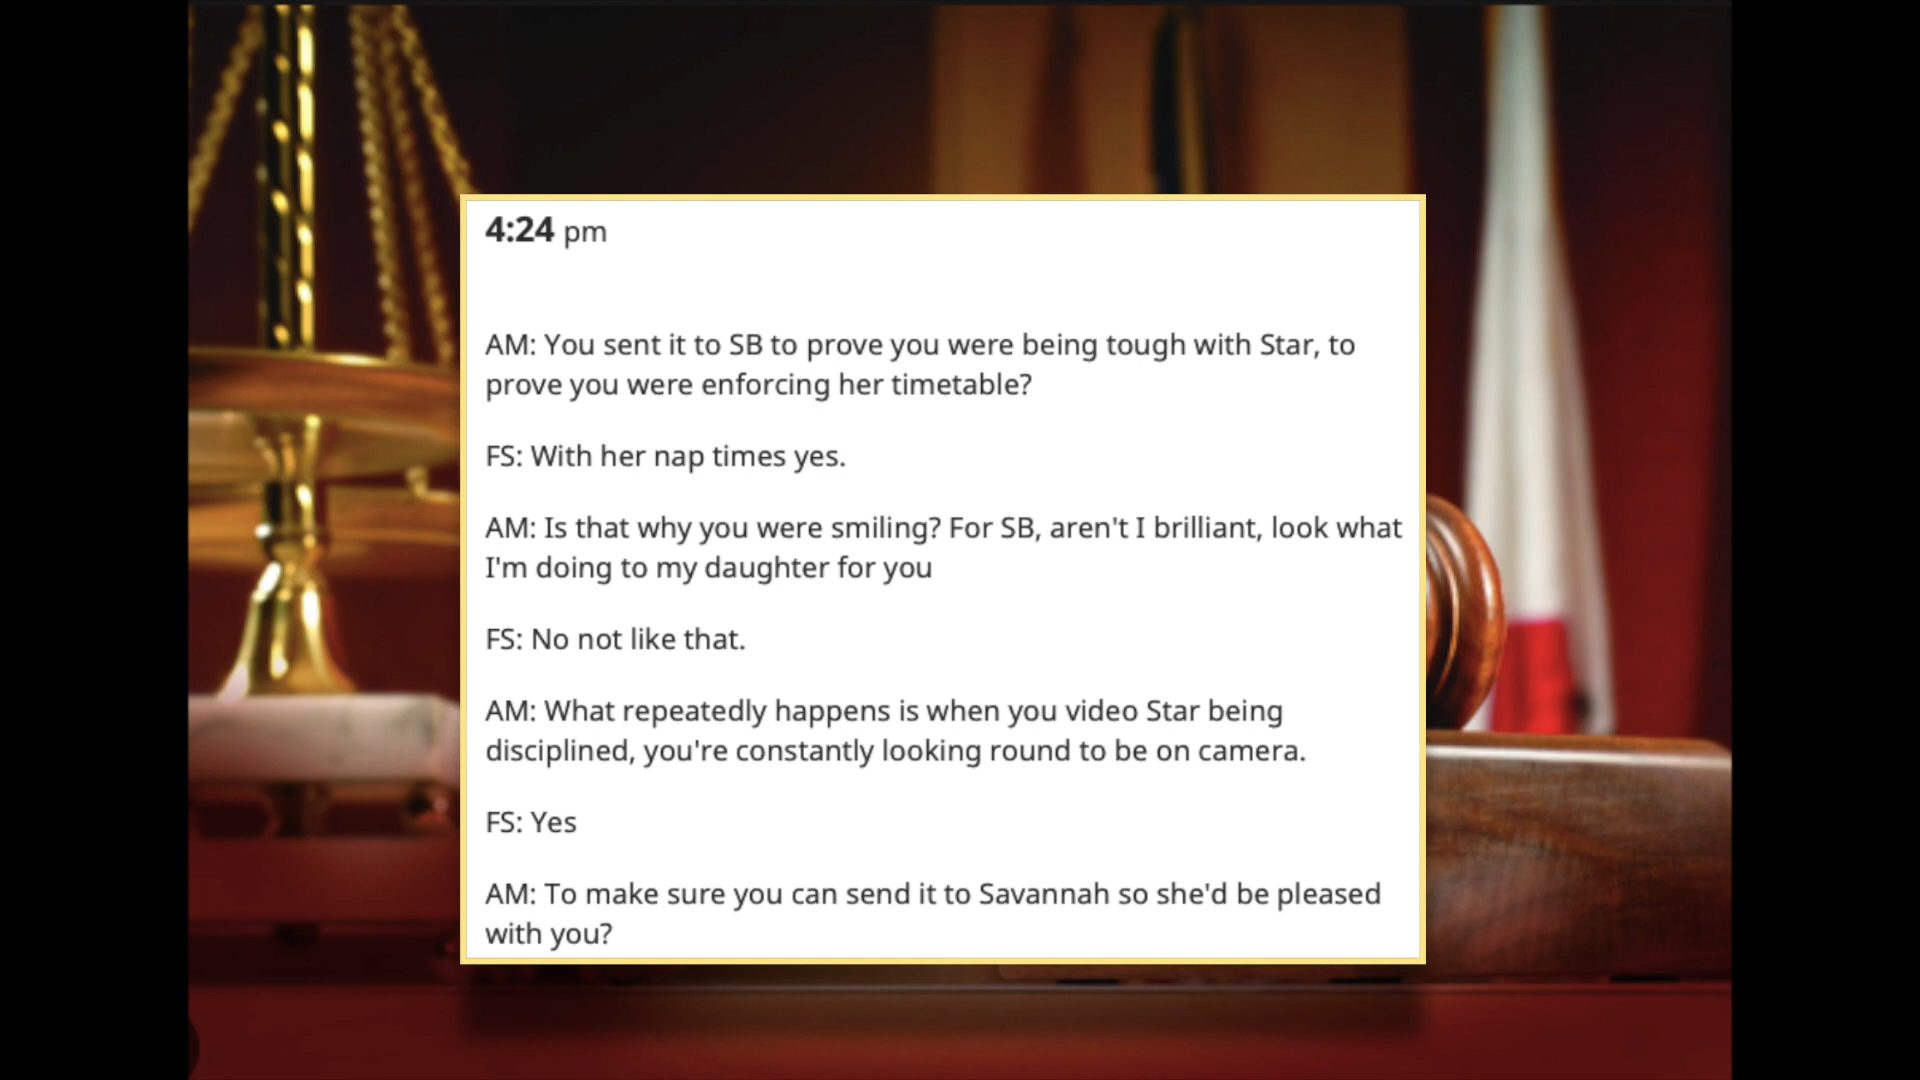 4:24 pm
AM: You sent it to SB to prove you were being tough with Star, to
prove you were enforcing her timetable?
FS: With her nap times yes.
AM: Is that why you were smiling? For SB, aren't I brilliant, look what
I'm doing to my daughter for you
FS: No not like that.
AM: What repeatedly happens is when you video Star being
disciplined, you're constantly looking round to be on camera.
FS: Yes
AM: To make sure you can send it to Savannah so she'd be pleased
with you?